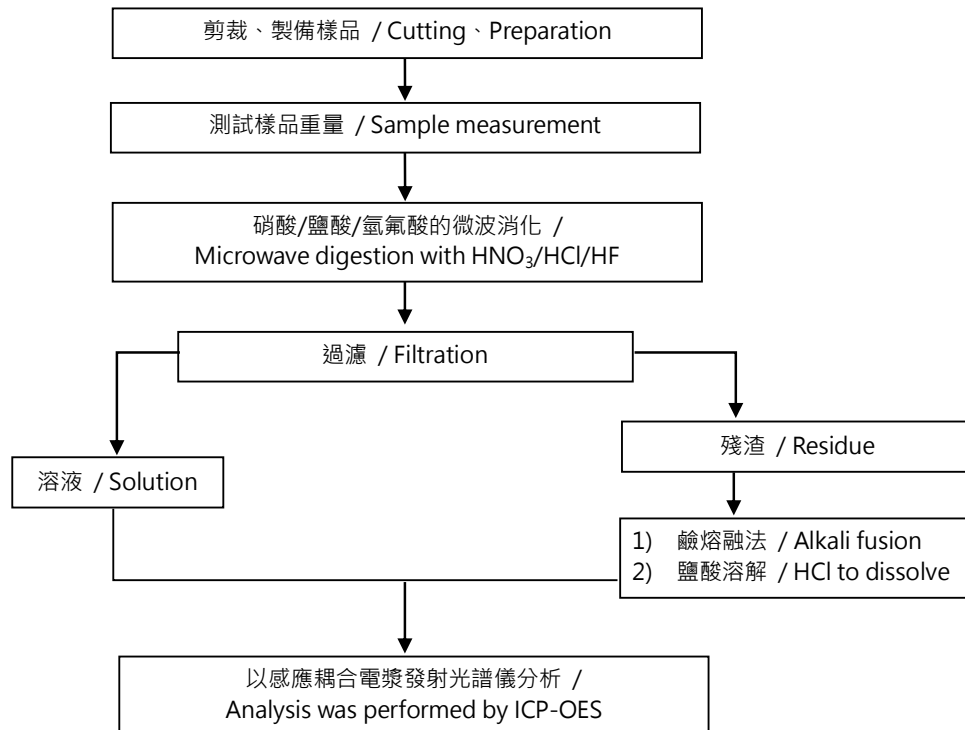 剪裁、製備樣品 / Cutting、Preparation
測試樣品重量 / Sample measurement
硝酸/鹽酸/氫氟酸的微波消化 /
Microwave digestion with HNO₃/HCl/HF
過濾 / Filtration
溶液 / Solution
殘渣 / Residue
1) 鹼熔融法 / Alkali fusion
2) 鹽酸溶解 / HCl to dissolve
以感應耦合電漿發射光譜儀分析 /
Analysis was performed by ICP-OES